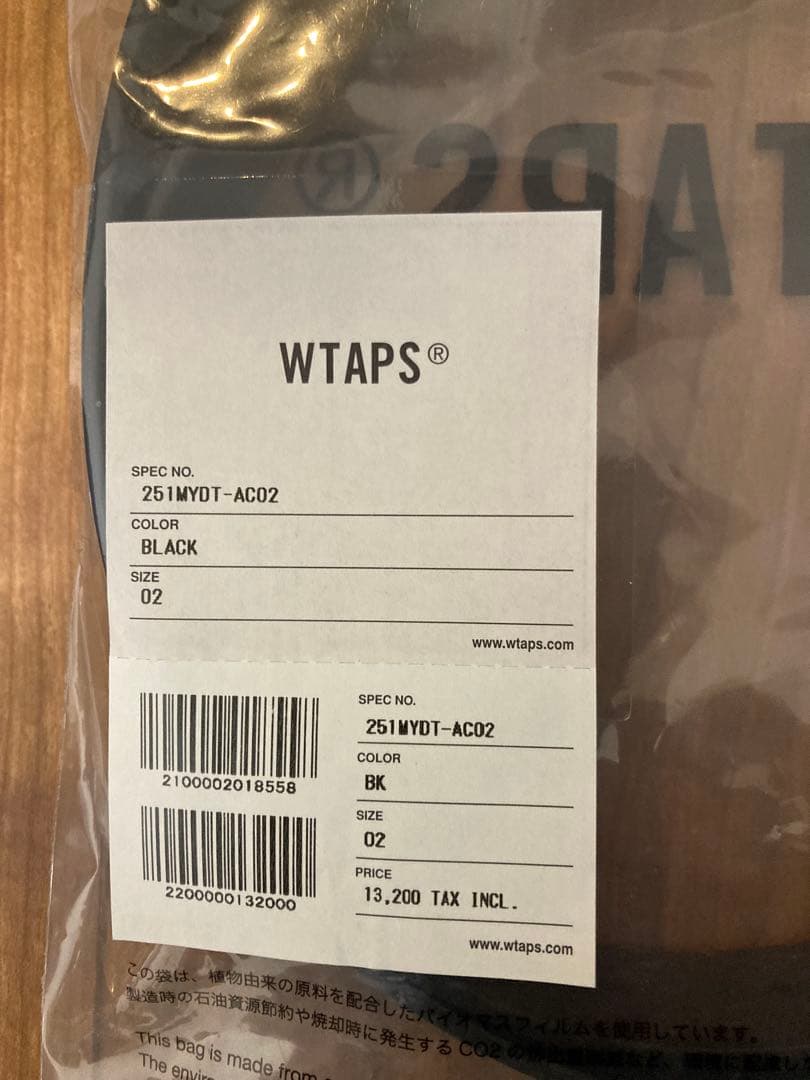 WTAPS®
WTAPS®
SPEC NO.
251MYDT-AC02
COLOR
BLACK
SIZE
02
www.wtaps.com
2100002018558
2200000132000
SPEC NO.
251MYDT-AC02
COLOR
BK
SIZE
02
PRICE
13,200 TAX INCL.
www.wtaps.com
この袋は、植物由来の原料を配合したバイオマスフィルムを使用しています。
製造時の石油資源節約や焼却時に発生するCO2の
This bag is made from
The